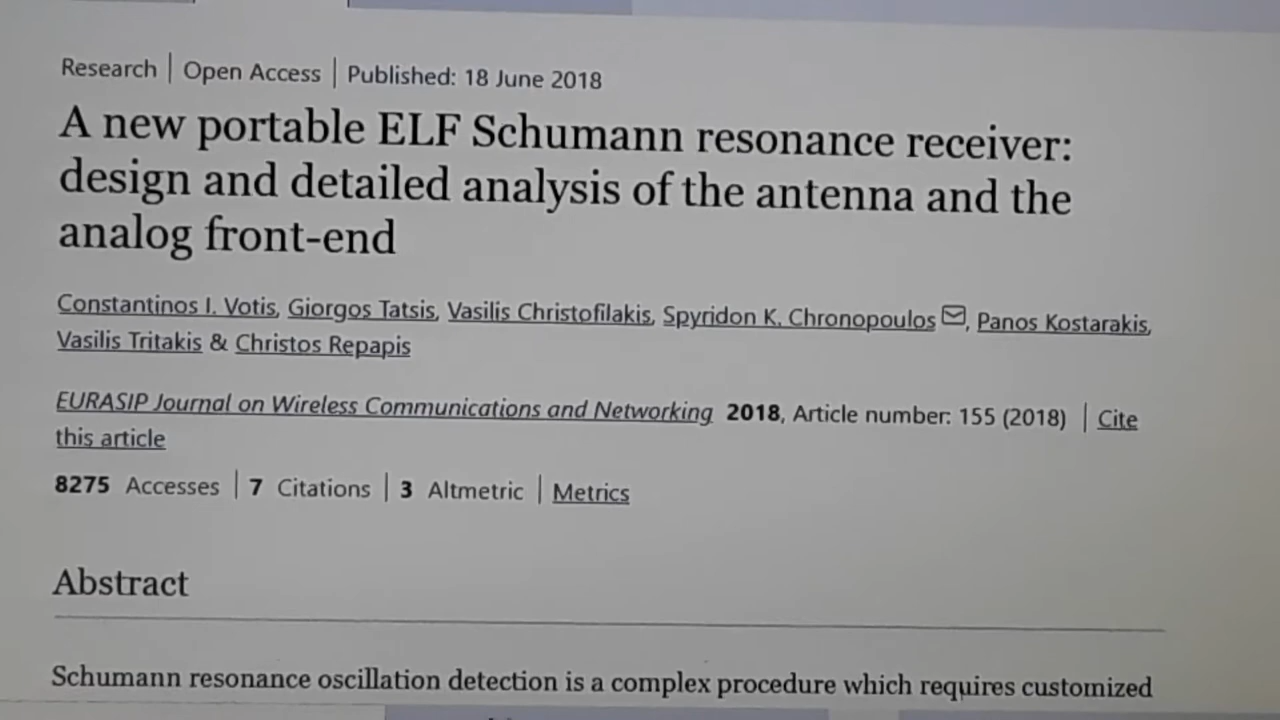 Research | Open Access | Published: 18 June 2018
A new portable ELF Schumann resonance receiver:
design and detailed analysis of the antenna and the
analog front-end
Constantinos I. Votis, Giorgos Tatsis, Vasilis Christofilakis, Spyridon K. Chronopoulos, Panos Kostarakis,
Vasilis Tritakis & Christos Repapis
EURASIP Journal on Wireless Communications and Networking 2018, Article number: 155 (2018) | Cite
this article
8275 Accesses | 7 Citations | 3 Altmetric | Metrics
Abstract
Schumann resonance oscillation detection is a complex procedure which requires customized